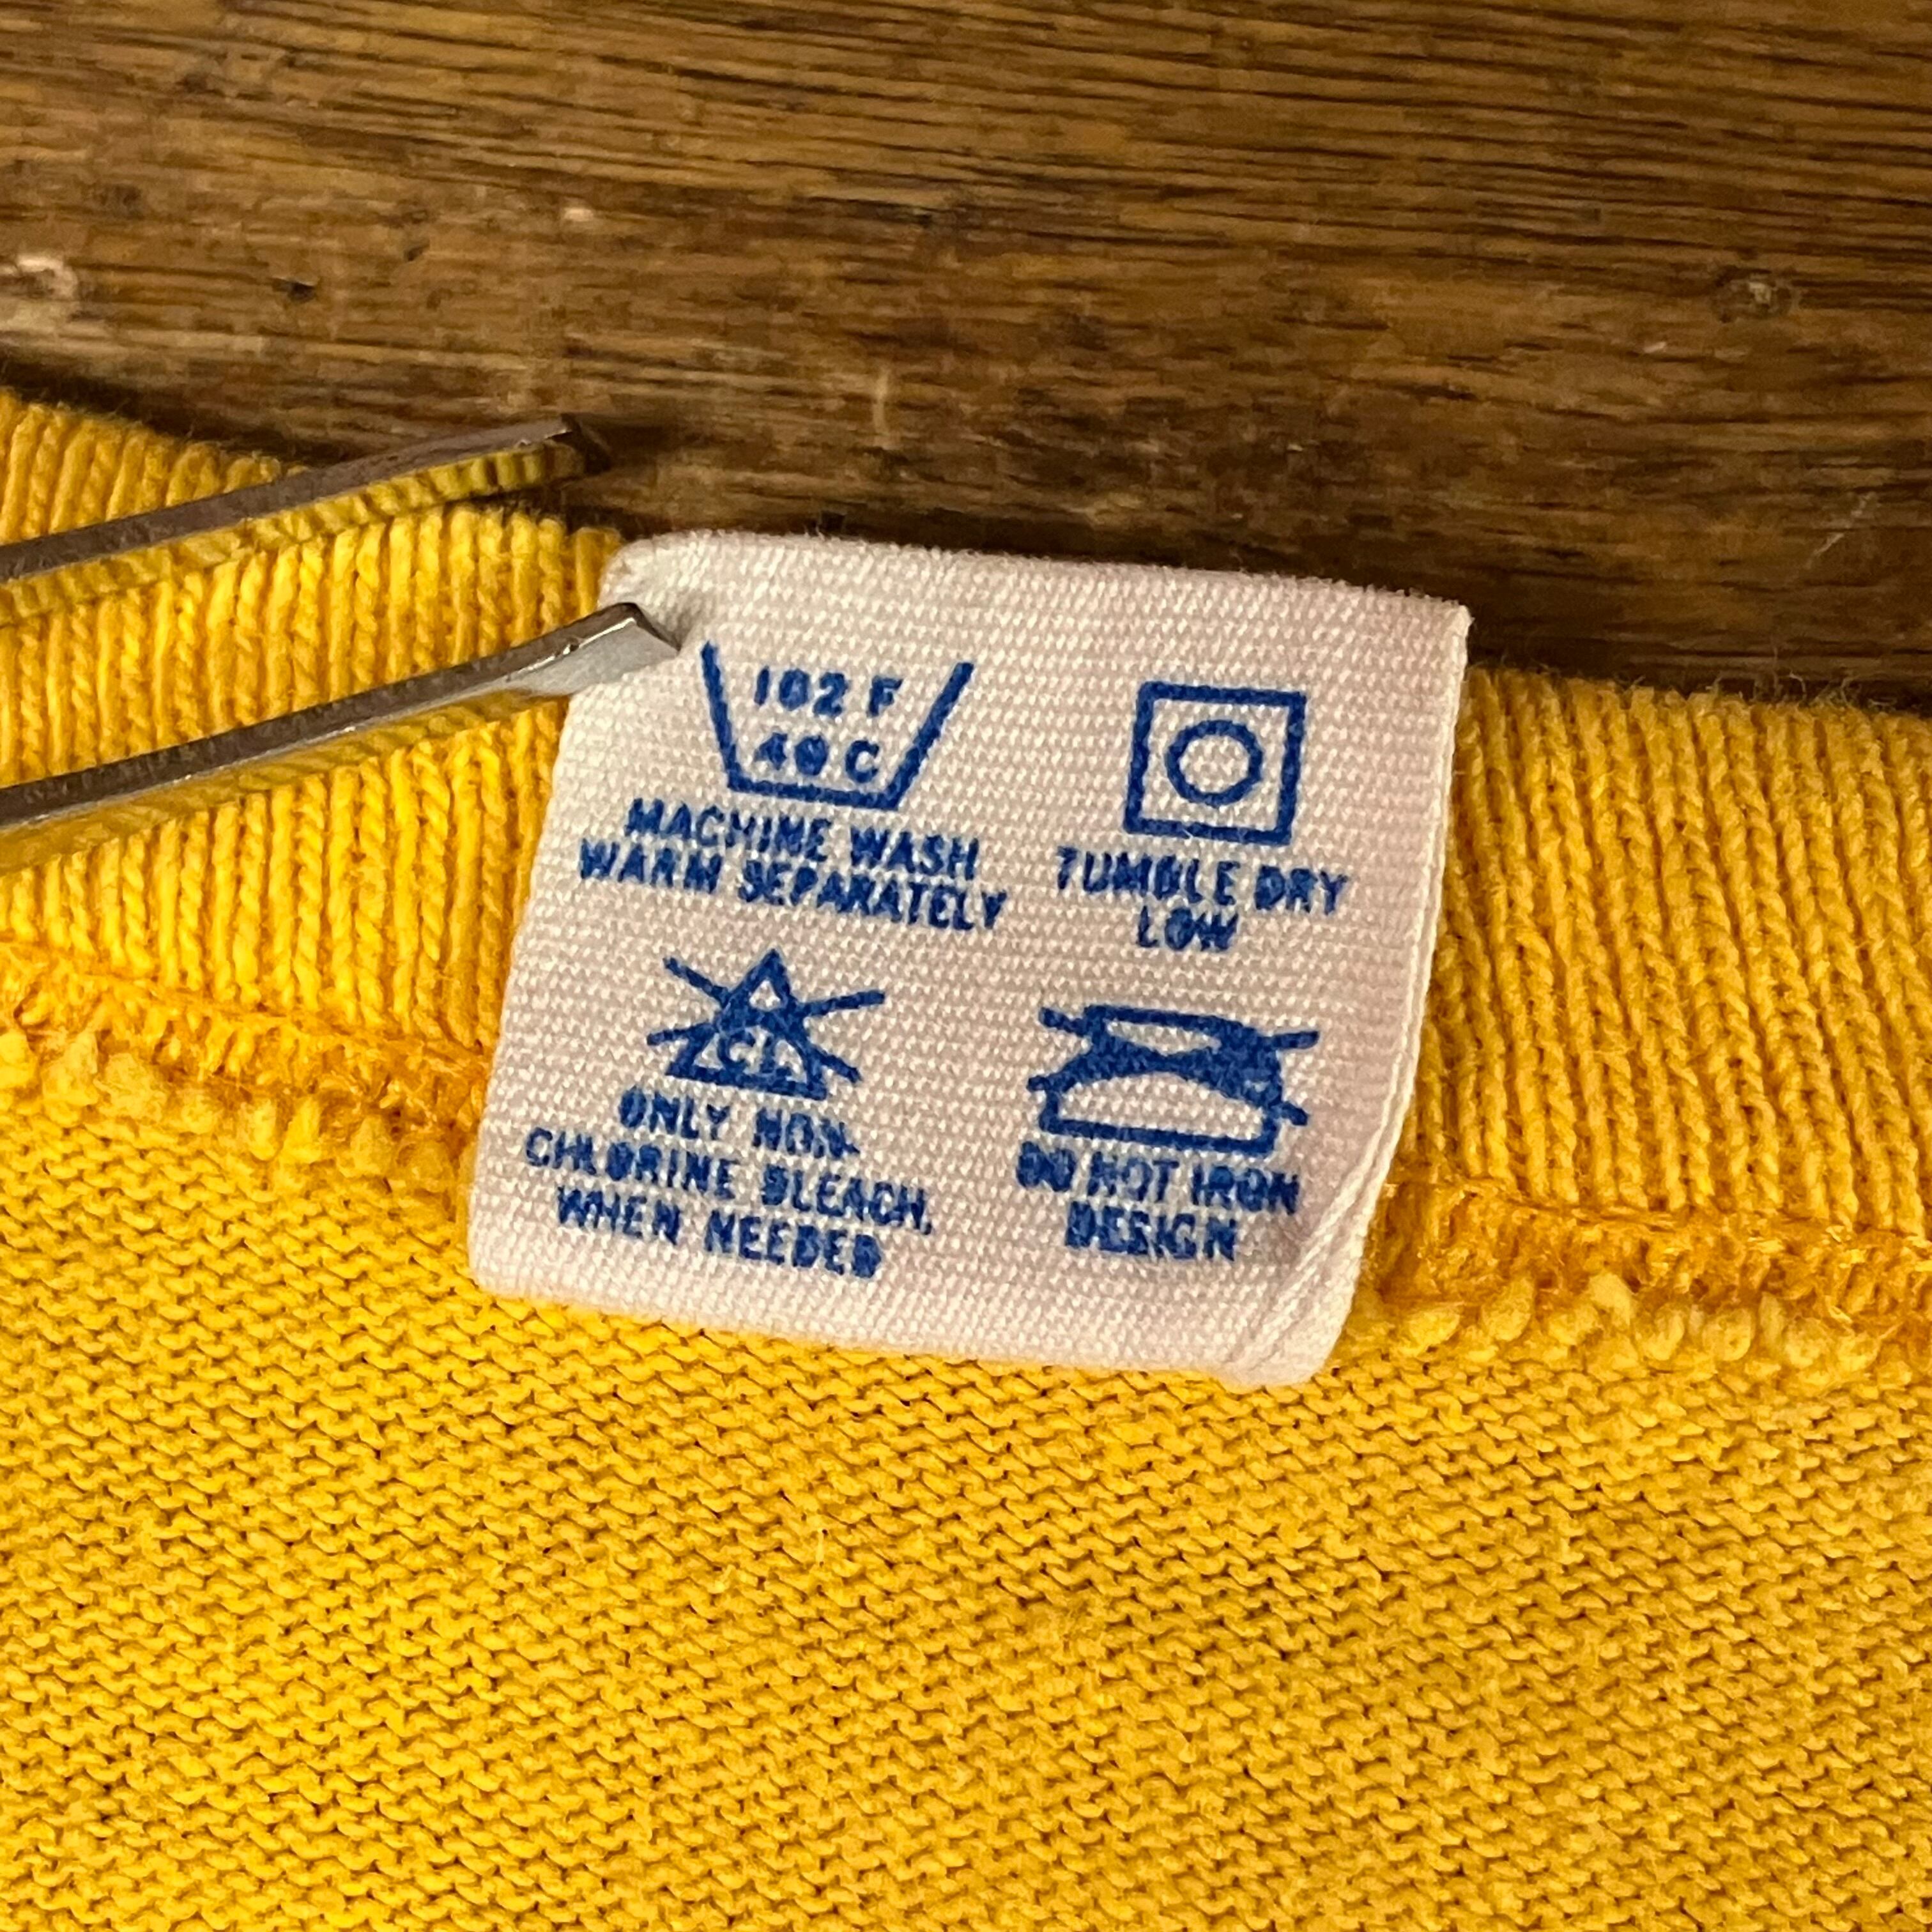 102 F
40 C
MACHINE WASH
WARM SEPARATELY
TUMBLE DRY
LOW
CL
ONLY NON-
CHLORINE BLEACH,
WHEN NEEDED
DO NOT IRON
DESIGN